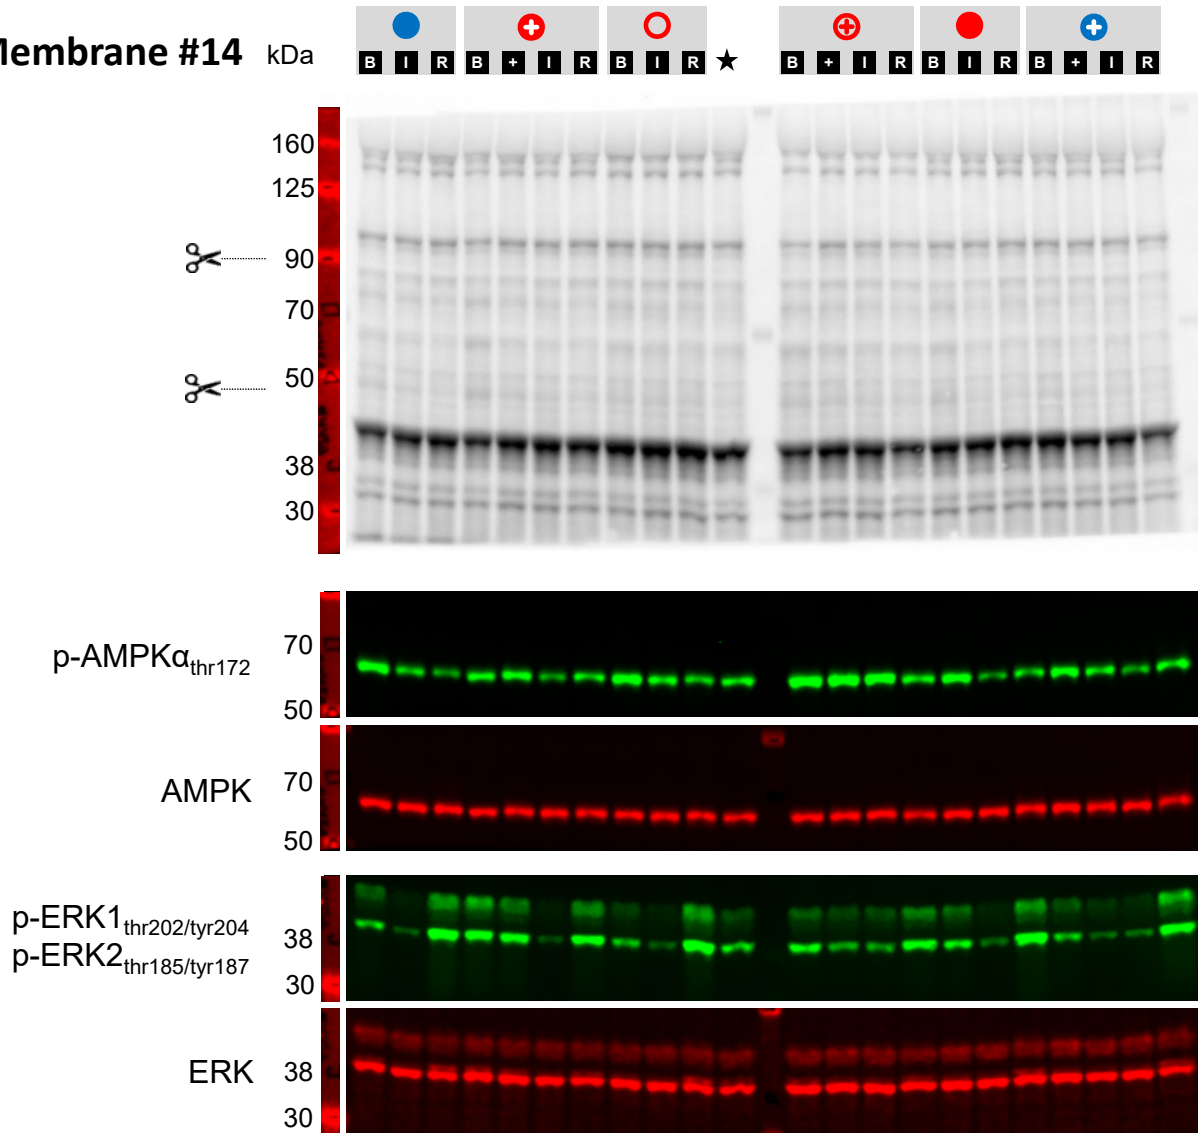 Membrane #14 kDa
B I R B + I R B I R ★ B + I R B I R B + I R
160
125
90
70
50
38
30
p-AMPKαthr172
70
50
AMPK
70
50
p-ERK1thr202/tyr204
p-ERK2thr185/tyr187
38
30
ERK
38
30